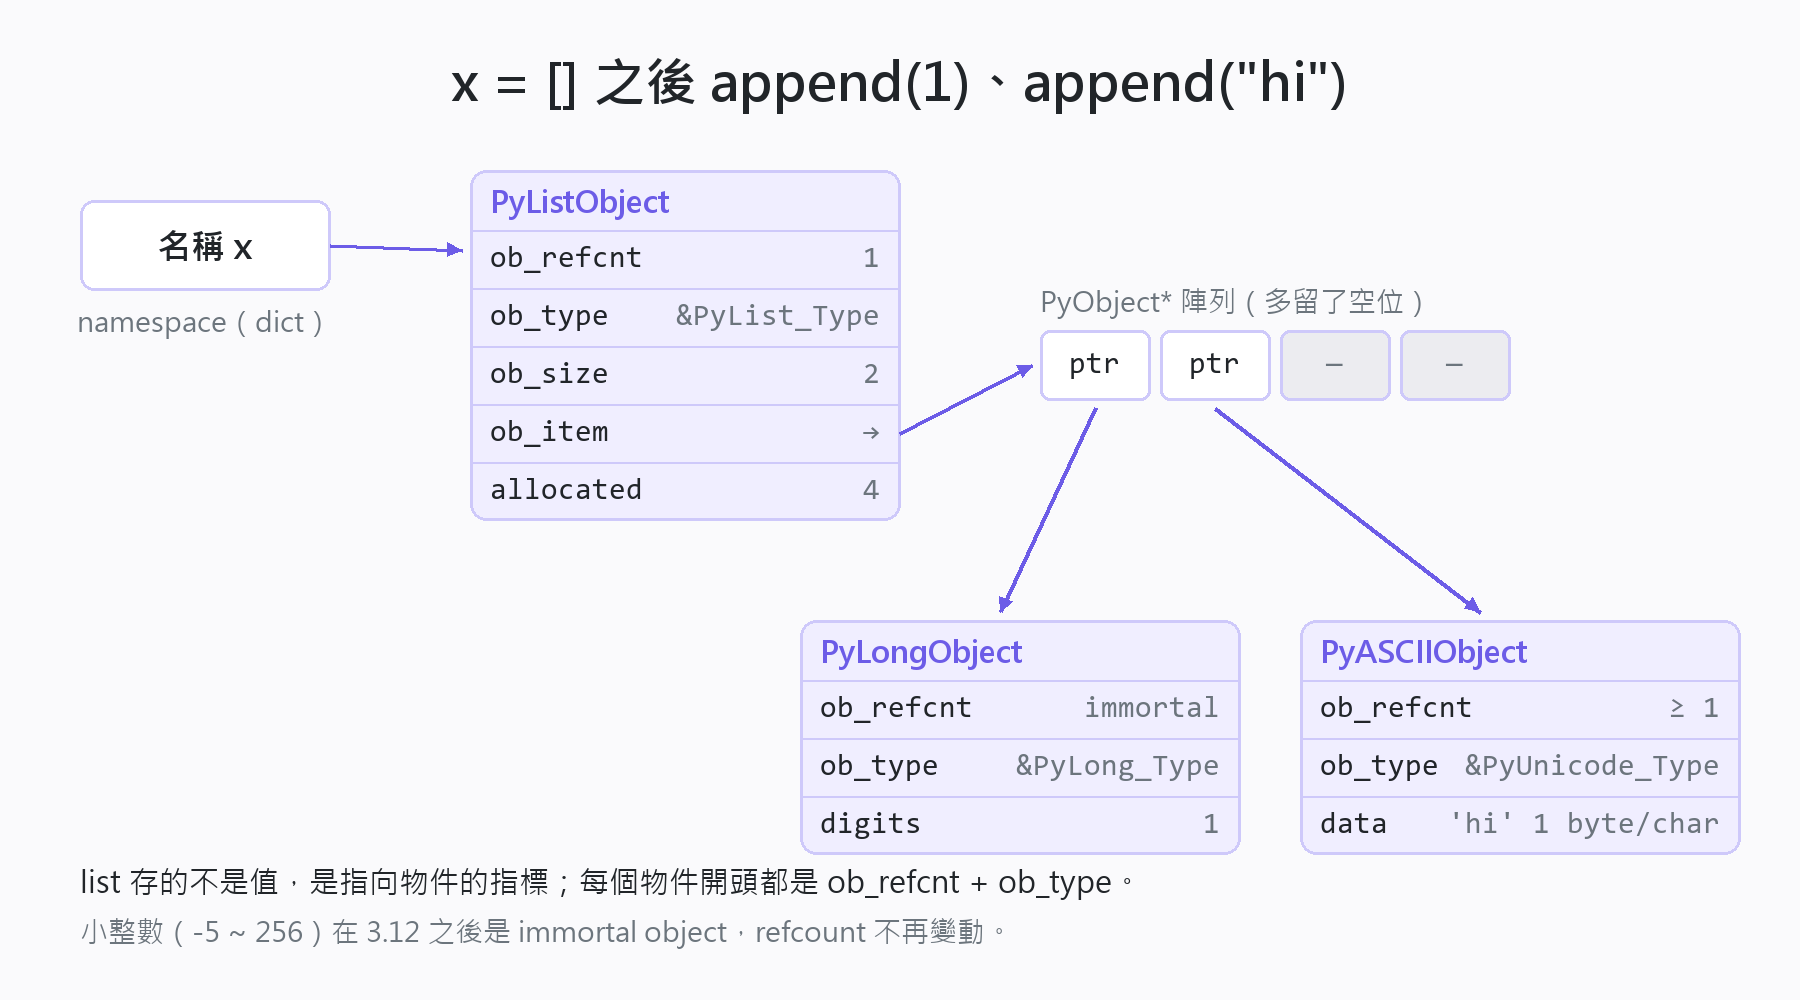 x = [] 之後 append(1)、append("hi")
名稱 x
namespace（dict）
PyListObject
ob_refcnt 1
ob_type &PyList_Type
ob_size 2
ob_item →
allocated 4
PyObject* 陣列（多留了空位）
ptr ptr – –
PyLongObject
ob_refcnt immortal
ob_type &PyLong_Type
digits 1
PyASCIIObject
ob_refcnt ≥ 1
ob_type &PyUnicode_Type
data 'hi' 1 byte/char
list 存的不是值，是指向物件的指標；每個物件開頭都是 ob_refcnt + ob_type。
小整數（-5 ~ 256）在 3.12 之後是 immortal object，refcount 不再變動。